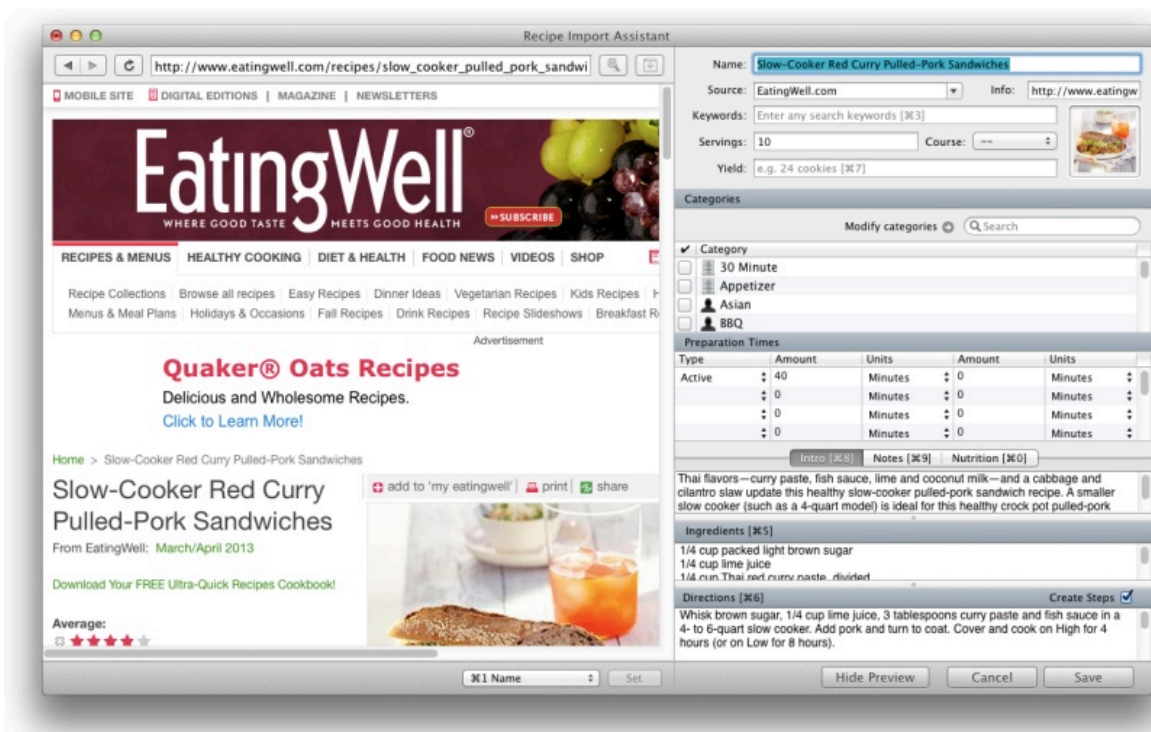 Recipe Import Assistant
http://www.eatingwell.com/recipes/slow_cooker_pulled_pork_sandwi
MOBILE SITE DIGITAL EDITIONS | MAGAZINE | NEWSLETTERS
EatingWell®
WHERE GOOD TASTE MEETS GOOD HEALTH
»SUBSCRIBE
RECIPES & MENUS HEALTHY COOKING DIET & HEALTH FOOD NEWS VIDEOS SHOP
Recipe Collections Browse all recipes Easy Recipes Dinner Ideas Vegetarian Recipes Kids Recipes H
Menus & Meal Plans Holidays & Occasions Fall Recipes Drink Recipes Recipe Slideshows Breakfast R
Advertisement
Quaker® Oats Recipes
Delicious and Wholesome Recipes.
Click to Learn More!
Home > Slow-Cooker Red Curry Pulled-Pork Sandwiches
Slow-Cooker Red Curry
Pulled-Pork Sandwiches
add to 'my eatingwell' | print | share
From EatingWell: March/April 2013
Download Your FREE Ultra-Quick Recipes Cookbook!
Average:
⌘1 Name Set
Name: Slow-Cooker Red Curry Pulled-Pork Sandwiches
Source: EatingWell.com Info: http://www.eatingw
Keywords: Enter any search keywords [⌘3]
Servings: 10 Course: --
Yield: e.g. 24 cookies [⌘7]
Categories
Modify categories Search
✔ Category
30 Minute
Appetizer
Asian
BBQ
Preparation Times
Type Amount Units Amount Units
Active 40 Minutes 0 Minutes
0 Minutes 0 Minutes
0 Minutes 0 Minutes
0 Minutes 0 Minutes
Intro [⌘8] Notes [⌘9] Nutrition [⌘0]
Thai flavors—curry paste, fish sauce, lime and coconut milk—and a cabbage and
cilantro slaw update this healthy slow-cooker pulled-pork sandwich recipe. A smaller
slow cooker (such as a 4-quart model) is ideal for this healthy crock pot pulled-pork
Ingredients [⌘5]
1/4 cup packed light brown sugar
1/4 cup lime juice
1/4 cup Thai red curry paste, divided
Directions [⌘6] Create Steps
Whisk brown sugar, 1/4 cup lime juice, 3 tablespoons curry paste and fish sauce in a
4- to 6-quart slow cooker. Add pork and turn to coat. Cover and cook on High for 4
hours (or on Low for 8 hours).
Hide Preview Cancel Save